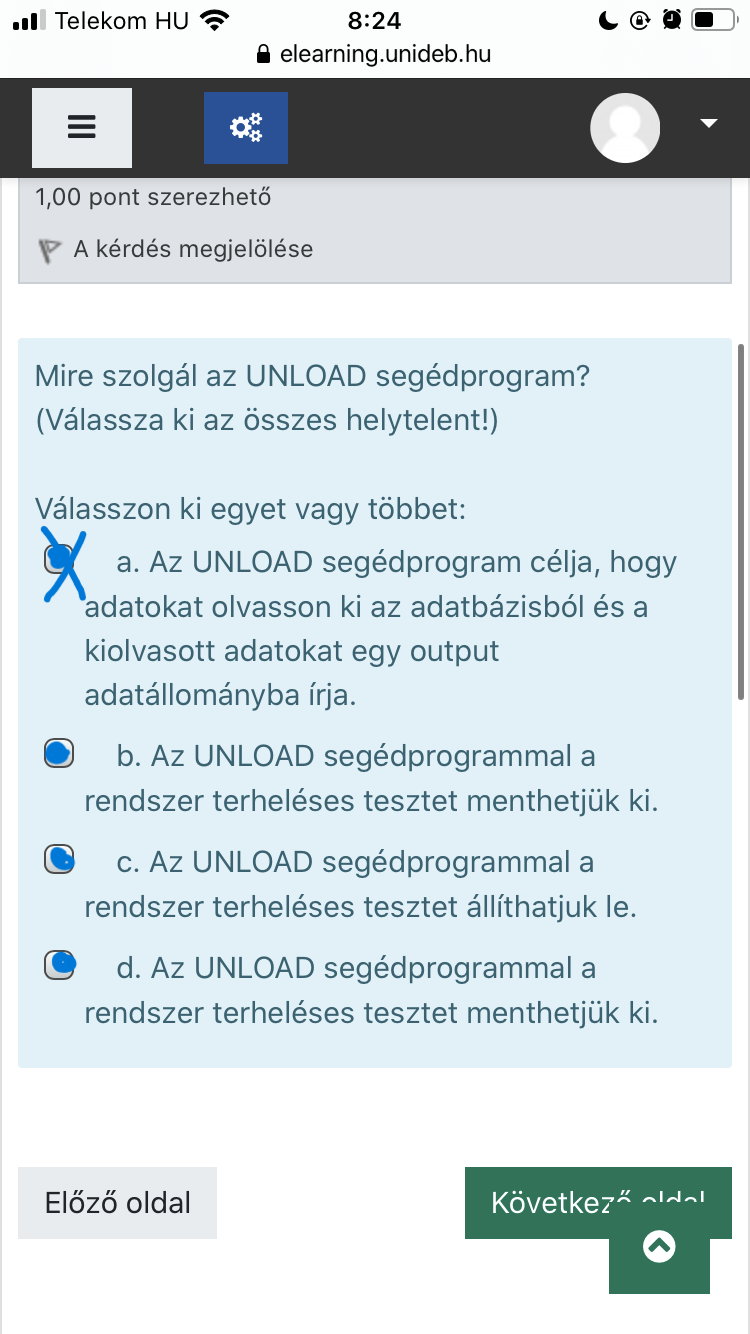 Telekom HU
8:24
elearning.unideb.hu
1,00 pont szerezhető
A kérdés megjelölése
Mire szolgál az UNLOAD segédprogram?
(Válassza ki az összes helytelent!)
Válasszon ki egyet vagy többet:
a. Az UNLOAD segédprogram célja, hogy
adatokat olvasson ki az adatbázisból és a
kiolvasott adatokat egy output
adatállományba írja.
b. Az UNLOAD segédprogrammal a
rendszer terheléses tesztet menthetjük ki.
c. Az UNLOAD segédprogrammal a
rendszer terheléses tesztet állíthatjuk le.
d. Az UNLOAD segédprogrammal a
rendszer terheléses tesztet menthetjük ki.
Előző oldal
Következő oldal